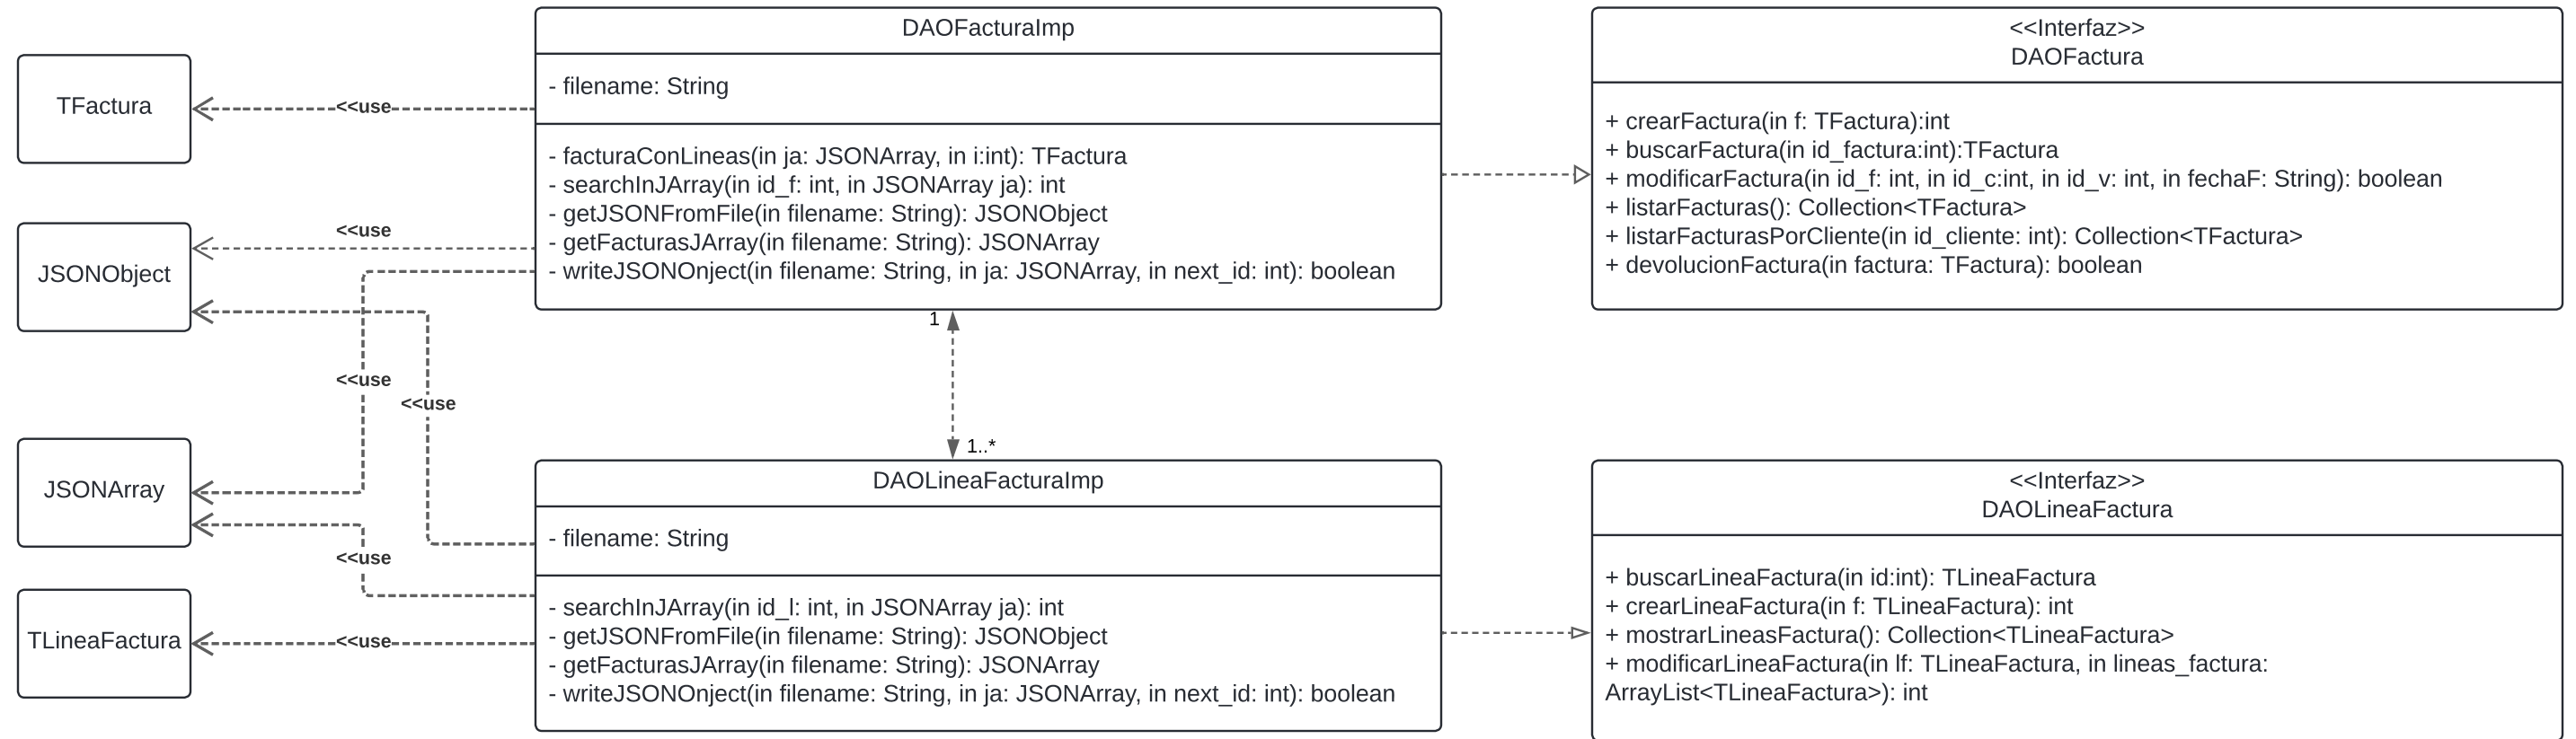 DAOFacturaImp
- filename: String
- facturaConLineas(in ja: JSONArray, in i:int): TFactura
- searchInJArray(in id_f: int, in JSONArray ja): int
- getJSONFromFile(in filename: String): JSONObject
- getFacturasJArray(in filename: String): JSONArray
- writeJSONOnject(in filename: String, in ja: JSONArray, in next_id: int): boolean
<<Interfaz>>
DAOFactura
+ crearFactura(in f: TFactura):int
+ buscarFactura(in id_factura:int):TFactura
+ modificarFactura(in id_f: int, in id_c:int, in id_v: int, in fechaF: String): boolean
+ listarFacturas(): Collection<TFactura>
+ listarFacturasPorCliente(in id_cliente: int): Collection<TFactura>
+ devolucionFactura(in factura: TFactura): boolean
TFactura
<<use
JSONObject
<<use
1
<<use
<<use
1..*
JSONArray
<<use
TLineaFactura
<<use
DAOLineaFacturaImp
- filename: String
- searchInJArray(in id_l: int, in JSONArray ja): int
- getJSONFromFile(in filename: String): JSONObject
- getFacturasJArray(in filename: String): JSONArray
- writeJSONOnject(in filename: String, in ja: JSONArray, in next_id: int): boolean
<<Interfaz>>
DAOLineaFactura
+ buscarLineaFactura(in id:int): TLineaFactura
+ crearLineaFactura(in f: TLineaFactura): int
+ mostrarLineasFactura(): Collection<TLineaFactura>
+ modificarLineaFactura(in lf: TLineaFactura, in lineas_factura:
ArrayList<TLineaFactura>): int